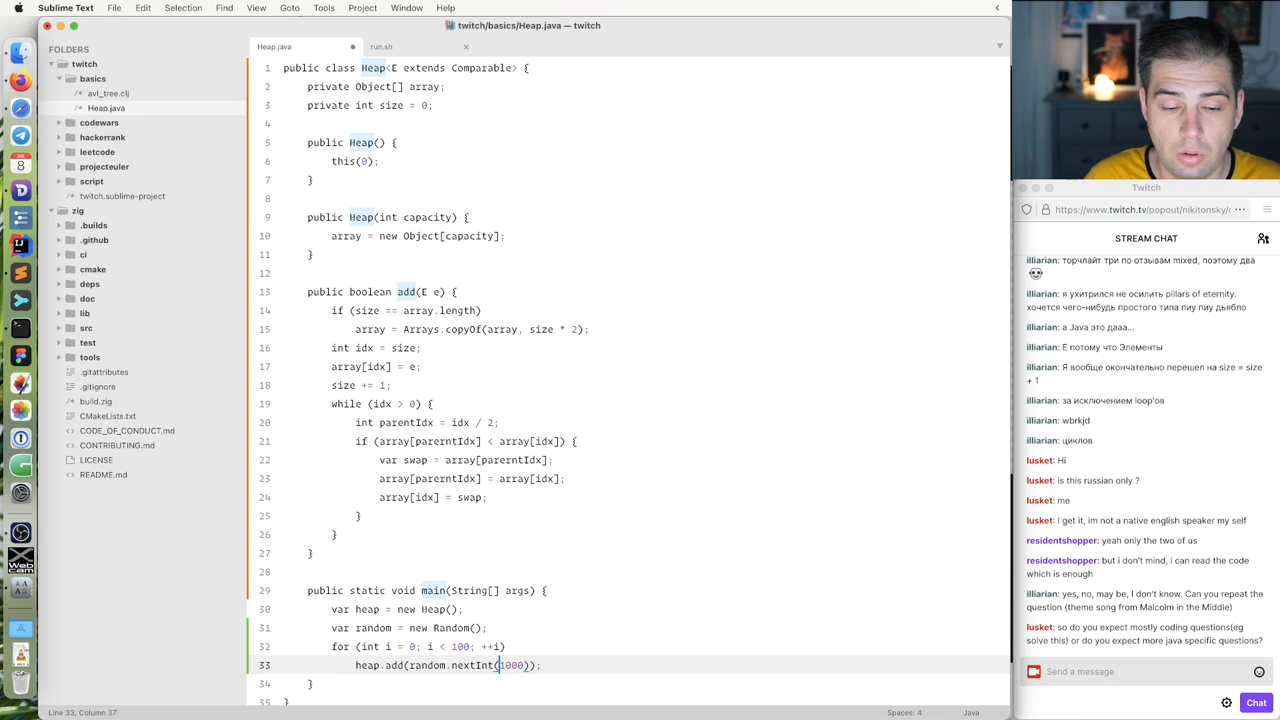 Sublime Text File Edit Selection Find View Goto Tools Project Window Help
twitch/basics/Heap.java — twitch
FOLDERS
twitch
basics
avl_tree.clj
Heap.java
codewars
hackerrank
leetcode
projecteuler
script
twitch.sublime-project
zig
.builds
.github
ci
cmake
deps
doc
lib
src
test
tools
.gitattributes
.gitignore
build.zig
CMakeLists.txt
CODE_OF_CONDUCT.md
CONTRIBUTING.md
LICENSE
README.md
Heap.java
run.sh
1 public class Heap<E extends Comparable> {
2 private Object[] array;
3 private int size = 0;
4
5 public Heap() {
6 this(0);
7 }
8
9 public Heap(int capacity) {
10 array = new Object[capacity];
11 }
12
13 public boolean add(E e) {
14 if (size == array.length)
15 array = Arrays.copyOf(array, size * 2);
16 int idx = size;
17 array[idx] = e;
18 size += 1;
19 while (idx > 0) {
20 int parentIdx = idx / 2;
21 if (array[parerntIdx] < array[idx]) {
22 var swap = array[parerntIdx];
23 array[parerntIdx] = array[idx];
24 array[idx] = swap;
25 }
26 }
27 }
28
29 public static void main(String[] args) {
30 var heap = new Heap();
31 var random = new Random();
32 for (int i = 0; i < 100; ++i)
33 heap.add(random.nextInt(1000));
34 }
35 }
Line 33, Column 37
Spaces: 4
Java
Twitch
https://www.twitch.tv/popout/nikitonsky/
STREAM CHAT
illiarian: торчлайт три по отзывам mixed, поэтому два
illiarian: я ухитрился не осилить pillars of eternity.
хочется чего-нибудь простого типа пиу пиу дьябло
illiarian: а Java это дааа...
illiarian: Е потому что Элементы
illiarian: Я вообще окончательно перешел на size = size
+ 1
illiarian: за исключением loop'ов
illiarian: wbrkjd
illiarian: циклов
lusket: Hi
lusket: is this russian only ?
lusket: me
lusket: I get it, im not a native english speaker my self
residentshopper: yeah only the two of us
residentshopper: but i don't mind, i can read the code
which is enough
illiarian: yes, no, may be, I don't know. Can you repeat the
question (theme song from Malcolm in the Middle)
lusket: so do you expect mostly coding questions(eg
solve this) or do you expect more java specific questions?
Send a message
Chat